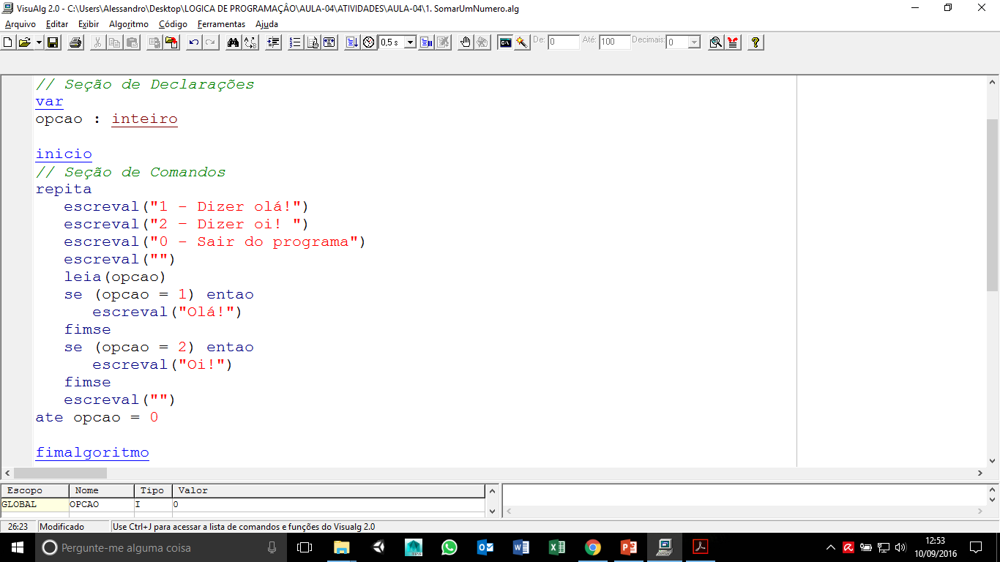 VisuAlg 2.0 - C:\Users\Alessandro\Desktop\LOGICA DE PROGRAMAÇÂO\AULA-04\ATIVIDADES\AULA-04\1. SomarUmNumero.alg
Arquivo Editar Exibir Algoritmo Código Ferramentas Ajuda
0,5 s De: 0 Até: 100 Decimais: 0
// Seção de Declarações
var
opcao : inteiro
inicio
// Seção de Comandos
repita
escreval("1 - Dizer olá!")
escreval("2 - Dizer oi! ")
escreval("0 - Sair do programa")
escreval("")
leia(opcao)
se (opcao = 1) entao
escreval("Olá!")
fimse
se (opcao = 2) entao
escreval("Oi!")
fimse
escreval("")
ate opcao = 0
fimalgoritmo
Escopo Nome Tipo Valor
GLOBAL OPCAO I 0
26:23 Modificado Use Ctrl+J para acessar a lista de comandos e funções do Visualg 2.0
Pergunte-me alguma coisa
12:53
10/09/2016